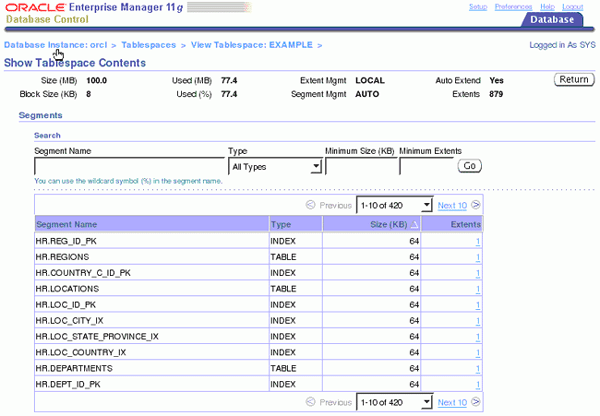 ORACLE Enterprise Manager 11g
Database Control
Setup Preferences Help Logout
Database
Database Instance: orcl > Tablespaces > View Tablespace: EXAMPLE >
Logged in As SYS
Show Tablespace Contents
Size (MB) 100.0 Used (MB) 77.4 Extent Mgmt LOCAL Auto Extend Yes
Return
Block Size (KB) 8 Used (%) 77.4 Segment Mgmt AUTO Extents 879
Segments
Search
Segment Name Type Minimum Size (KB) Minimum Extents
All Types Go
You can use the wildcard symbol (%) in the segment name.
Previous 1-10 of 420 Next 10
Segment Name Type Size (KB) Extents
HR.REG_ID_PK INDEX 64 1
HR.REGIONS TABLE 64 1
HR.COUNTRY_C_ID_PK INDEX 64 1
HR.LOCATIONS TABLE 64 1
HR.LOC_ID_PK INDEX 64 1
HR.LOC_CITY_IX INDEX 64 1
HR.LOC_STATE_PROVINCE_IX INDEX 64 1
HR.LOC_COUNTRY_IX INDEX 64 1
HR.DEPARTMENTS TABLE 64 1
HR.DEPT_ID_PK INDEX 64 1
Previous 1-10 of 420 Next 10